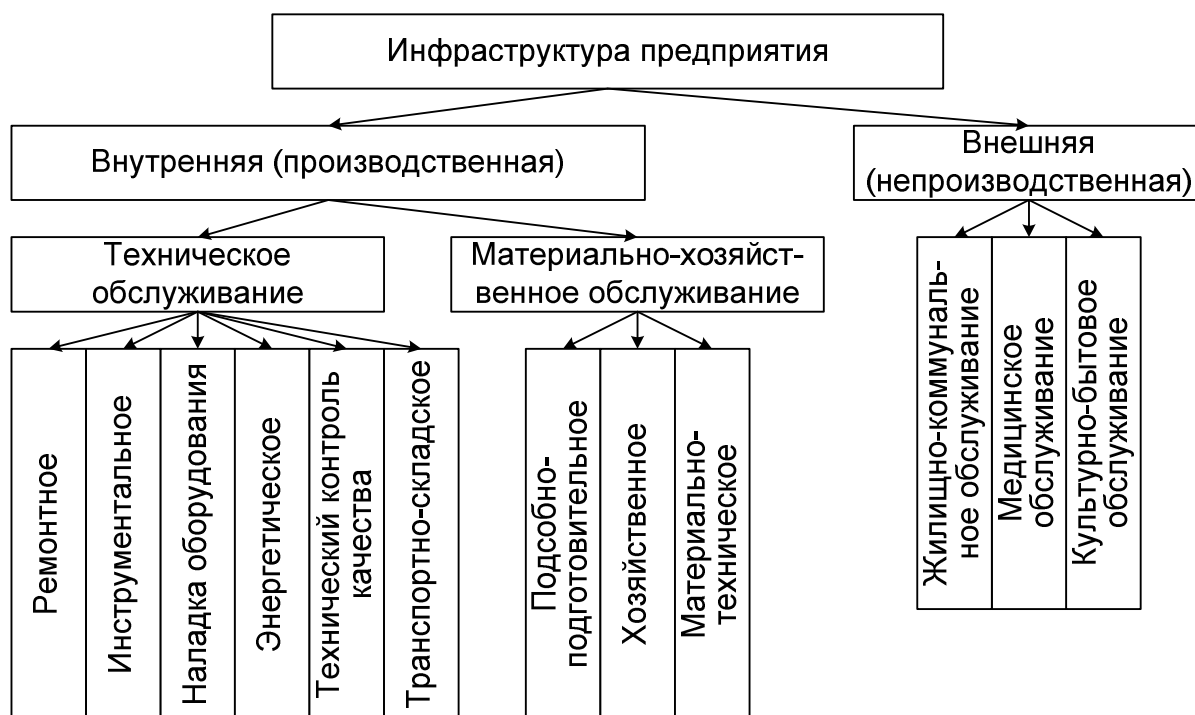 Инфраструктура предприятия
Внутренняя (производственная)
Внешняя
(непроизводственная)
Техническое
обслуживание
Материально-хозяйст-
венное обслуживание
Ремонтное
Инструментальное
Наладка оборудования
Энергетическое
Технический контроль
качества
Транспортно-складское
Подсобно-
подготовительное
Хозяйственное
Материально-
техническое
Жилищно-коммуналь-
ное обслуживание
Медицинское
обслуживание
Культурно-бытовое
обслуживание